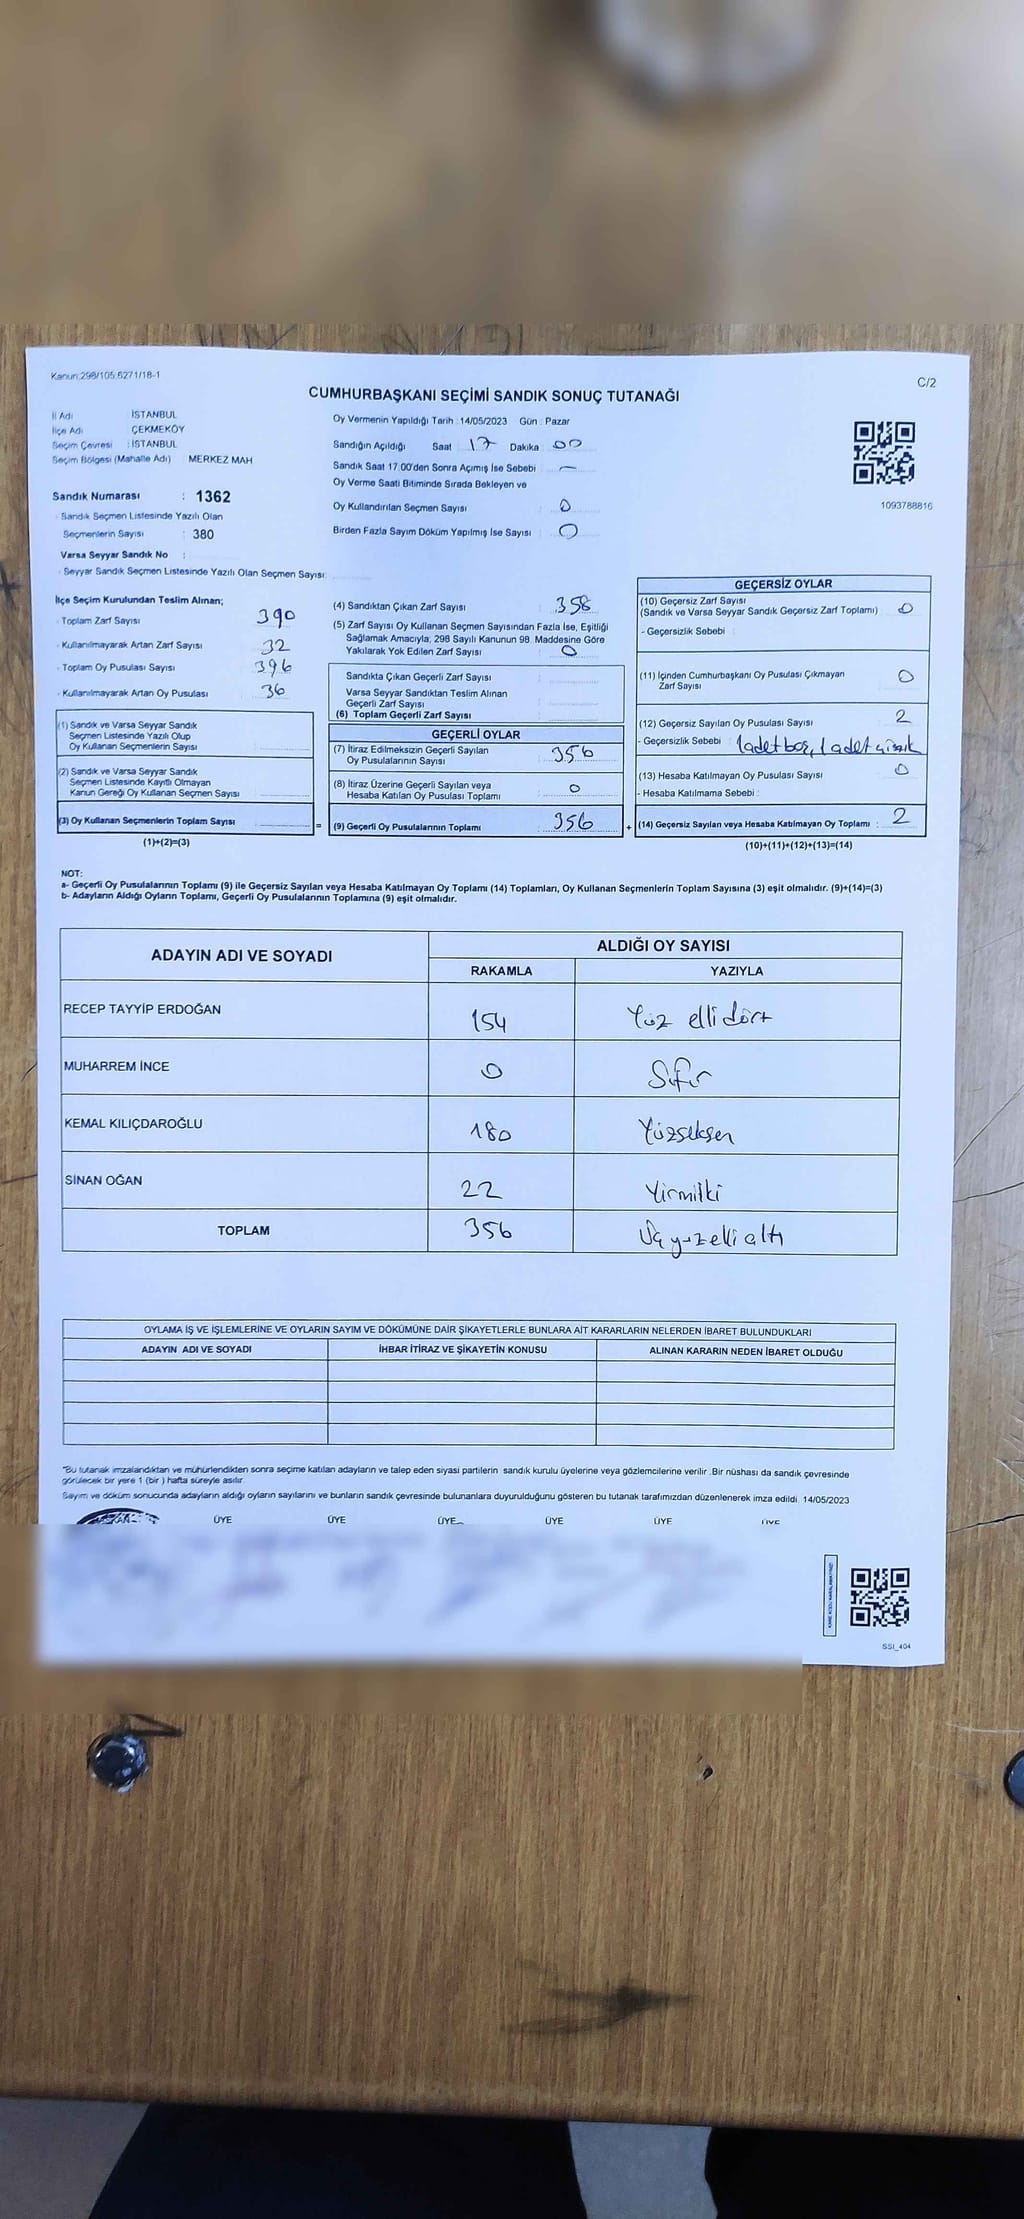 Kanun:298/105,6271/18-1
C/2
CUMHURBAŞKANI SEÇİMİ SANDIK SONUÇ TUTANAĞI
İl Adı İSTANBUL
İlçe Adı ÇEKMEKÖY
Seçim Çevresi : İSTANBUL
Seçim Bölgesi (Mahalle Adı) MERKEZ MAH
Sandık Numarası : 1362
- Sandık Seçmen Listesinde Yazılı Olan
Seçmenlerin Sayısı : 380
Varsa Seyyar Sandık No :
- Seyyar Sandık Seçmen Listesinde Yazılı Olan Seçmen Sayısı:
Oy Vermenin Yapıldığı Tarih : 14/05/2023 Gün : Pazar
Sandığın Açıldığı Saat : 17 Dakika : 00
Sandık Saat 17:00'den Sonra Açımış İse Sebebi : –
Oy Verme Saati Bitiminde Sırada Bekleyen ve
Oy Kullandırılan Seçmen Sayısı : 0
Birden Fazla Sayım Döküm Yapılmış İse Sayısı : 0
1093788816
İlçe Seçim Kurulundan Teslim Alınan;
- Toplam Zarf Sayısı 390
- Kullanılmayarak Artan Zarf Sayısı 32
- Toplam Oy Pusulası Sayısı 396
- Kullanılmayarak Artan Oy Pusulası 36
(1) Sandık ve Varsa Seyyar Sandık
Seçmen Listesinde Yazılı Olup
Oy Kullanan Seçmenlerin Sayısı
(2) Sandık ve Varsa Seyyar Sandık
Seçmen Listesinde Kayıtlı Olmayan
Kanun Gereği Oy Kullanan Seçmen Sayısı
(3) Oy Kullanan Seçmenlerin Toplam Sayısı =
(1)+(2)=(3)
(4) Sandıktan Çıkan Zarf Sayısı : 358
(5) Zarf Sayısı Oy Kullanan Seçmen Sayısından Fazla İse, Eşitliği
Sağlamak Amacıyla; 298 Sayılı Kanunun 98. Maddesine Göre
Yakılarak Yok Edilen Zarf Sayısı : 0
Sandıkta Çıkan Geçerli Zarf Sayısı :
Varsa Seyyar Sandıktan Teslim Alınan
Geçerli Zarf Sayısı :
(6) Toplam Geçerli Zarf Sayısı :
GEÇERLİ OYLAR
(7) İtiraz Edilmeksizin Geçerli Sayılan
Oy Pusulalarının Sayısı : 356
(8) İtiraz Üzerine Geçerli Sayılan veya
Hesaba Katılan Oy Pusulası Toplamı : 0
(9) Geçerli Oy Pusulalarının Toplamı : 356 +
GEÇERSİZ OYLAR
(10) Geçersiz Zarf Sayısı
(Sandık ve Varsa Seyyar Sandık Geçersiz Zarf Toplamı) : 0
- Geçersizlik Sebebi :
(11) İçinden Cumhurbaşkanı Oy Pusulası Çıkmayan
Zarf Sayısı : 0
(12) Geçersiz Sayılan Oy Pusulası Sayısı : 2
- Geçersizlik Sebebi : 1 adet boş, 1 adet çizik
(13) Hesaba Katılmayan Oy Pusulası Sayısı : 0
- Hesaba Katılmama Sebebi :
(14) Geçersiz Sayılan veya Hesaba Katılmayan Oy Toplamı : 2
(10)+(11)+(12)+(13)=(14)
NOT:
a- Geçerli Oy Pusulalarının Toplamı (9) ile Geçersiz Sayılan veya Hesaba Katılmayan Oy Toplamı (14) Toplamları, Oy Kullanan Seçmenlerin Toplam Sayısına (3) eşit olmalıdır. (9)+(14)=(3)
b- Adayların Aldığı Oyların Toplamı, Geçerli Oy Pusulalarının Toplamına (9) eşit olmalıdır.
ADAYIN ADI VE SOYADI ALDIĞI OY SAYISI
RAKAMLA YAZIYLA
RECEP TAYYİP ERDOĞAN 154 Yüz elli dört
MUHARREM İNCE 0 Sıfır
KEMAL KILIÇDAROĞLU 180 Yüzseksen
SİNAN OĞAN 22 Yirmiiki
TOPLAM 356 Üç yüzelli altı
OYLAMA İŞ VE İŞLEMLERİNE VE OYLARIN SAYIM VE DÖKÜMÜNE DAİR ŞİKAYETLERLE BUNLARA AİT KARARLARIN NELERDEN İBARET BULUNDUKLARI
ADAYIN ADI VE SOYADI İHBAR İTİRAZ VE ŞİKAYETİN KONUSU ALINAN KARARIN NEDEN İBARET OLDUĞU
"Bu tutanak imzalandıktan ve mühürlendikten sonra seçime katılan adayların ve talep eden siyasi partilerin sandık kurulu üyelerine veya gözlemcilerine verilir. Bir nüshası da sandık çevresinde
görülecek bir yere 1 (bir ) hafta süreyle asılır.
Sayım ve döküm sonucunda adayların aldığı oyların sayılarını ve bunların sandık çevresinde bulunanlara duyurulduğunu gösteren bu tutanak tarafımızdan düzenlenerek imza edildi. 14/05/2023
ÜYE ÜYE ÜYE ÜYE ÜYE ÜYE
SSI_404